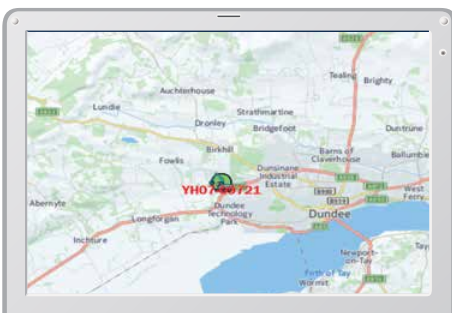 Tealing
Brighty
Auchterhouse
Lundie
Strathmartine
Dronley
Bridgefoot
Duntrune
Birkhill
Barns of
Claverhouse
Ballumbie
Fowlis
Dunsinane
Industrial
Estate
West
Ferry
Abernyte
Dundee
Technology
Park
Longforgan
Dundee
Inchture
Newport-
on-Tay
Tay
Firth of Tay
Wormit